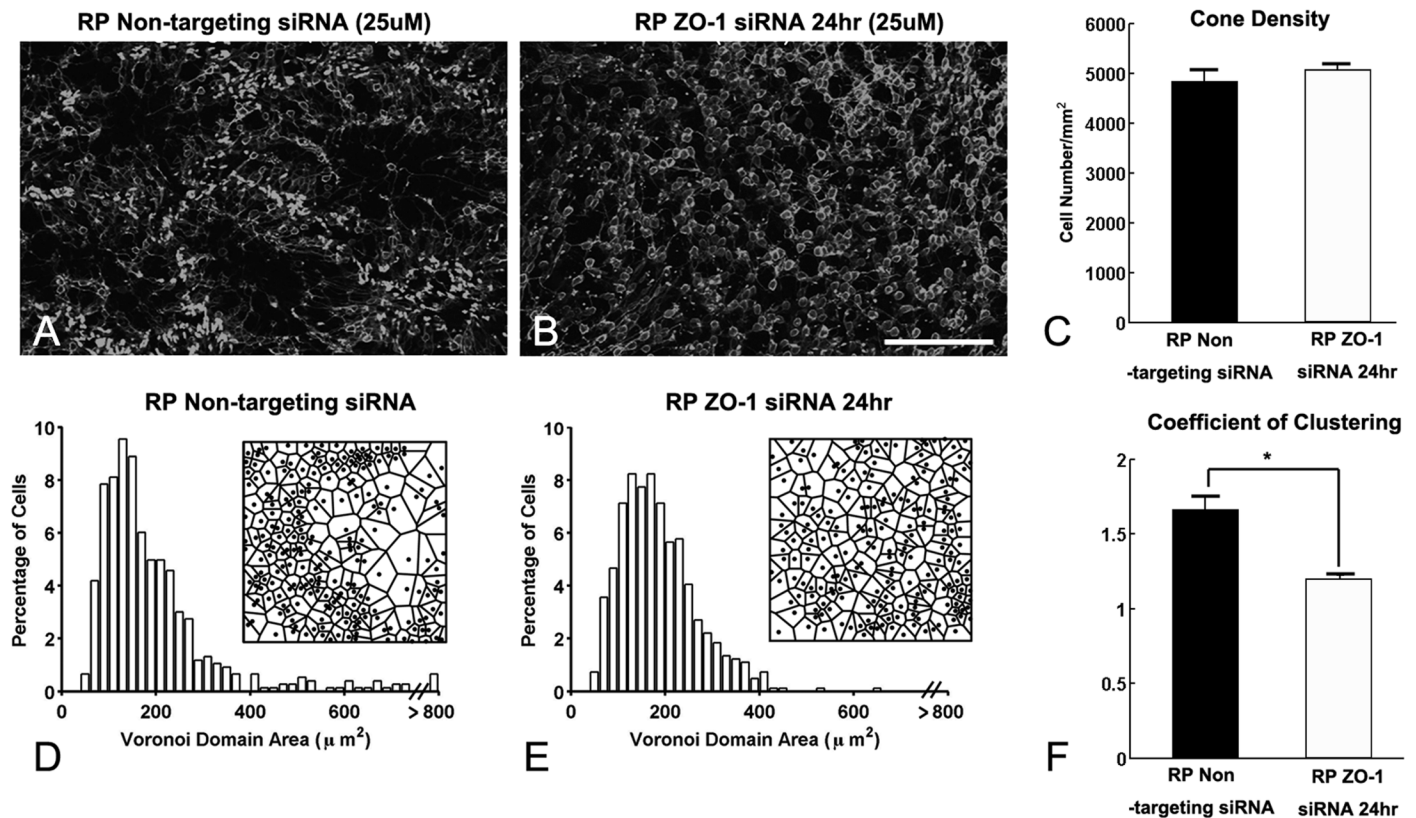 RP Non-targeting siRNA (25uM)
RP ZO-1 siRNA 24hr (25uM)
A
B
Cone Density
6000
5000
4000
3000
2000
1000
0
Cell Number/mm2
RP Non
-targeting siRNA
RP ZO-1
siRNA 24hr
C
RP Non-targeting siRNA
10
8
6
4
2
0
Percentage of Cells
0 200 400 600 >800
Voronoi Domain Area (μ m2)
D
RP ZO-1 siRNA 24hr
10
8
6
4
2
0
Percentage of Cells
0 200 400 600 >800
Voronoi Domain Area (μ m2)
E
Coefficient of Clustering
2
1.5
1
0.5
0
*
RP Non
-targeting siRNA
RP ZO-1
siRNA 24hr
F